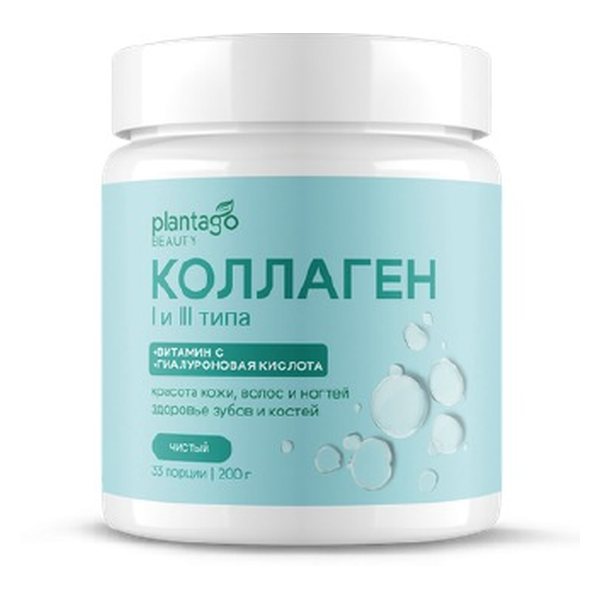 plantago
BEAUTY
КОЛЛАГЕН
I и III типа
+ВИТАМИН С
+ГИАЛУРОНОВАЯ КИСЛОТА
красота кожи, волос и ногтей
здоровье зубов и костей
чистый
33 порции | 200 г